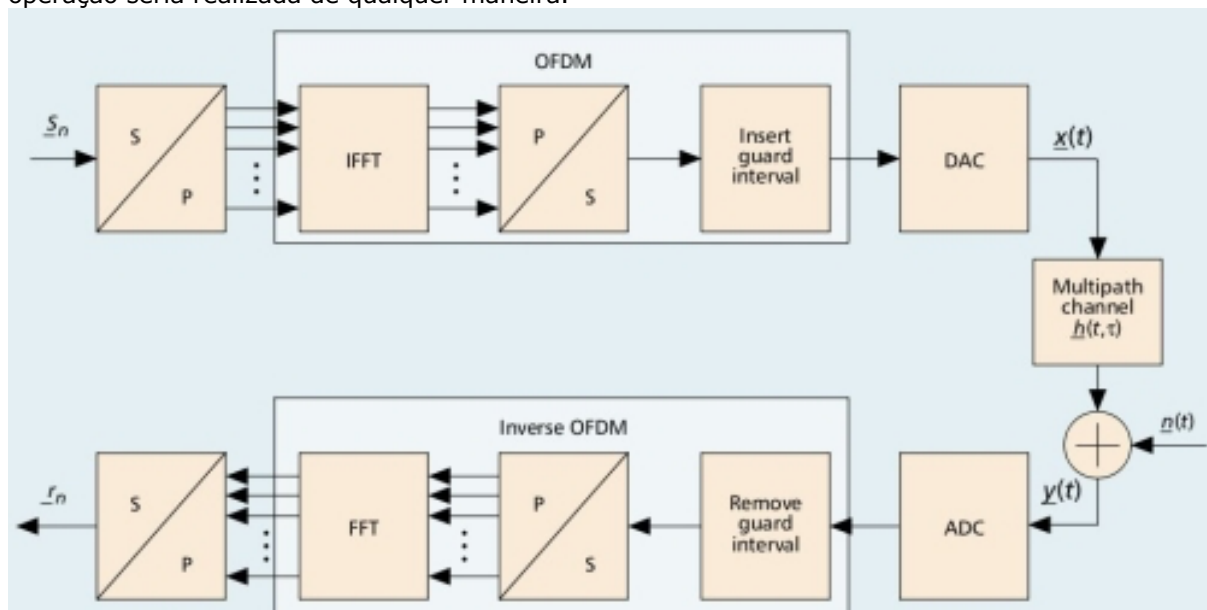 operação seria realizada de qualquer maneira.
OFDM
S_n
S
P
IFFT
P
S
Insert
guard
interval
DAC
x(t)
Multipath
channel
h(t,τ)
n(t)
y(t)
Inverse OFDM
r_n
S
P
FFT
P
S
Remove
guard
interval
ADC